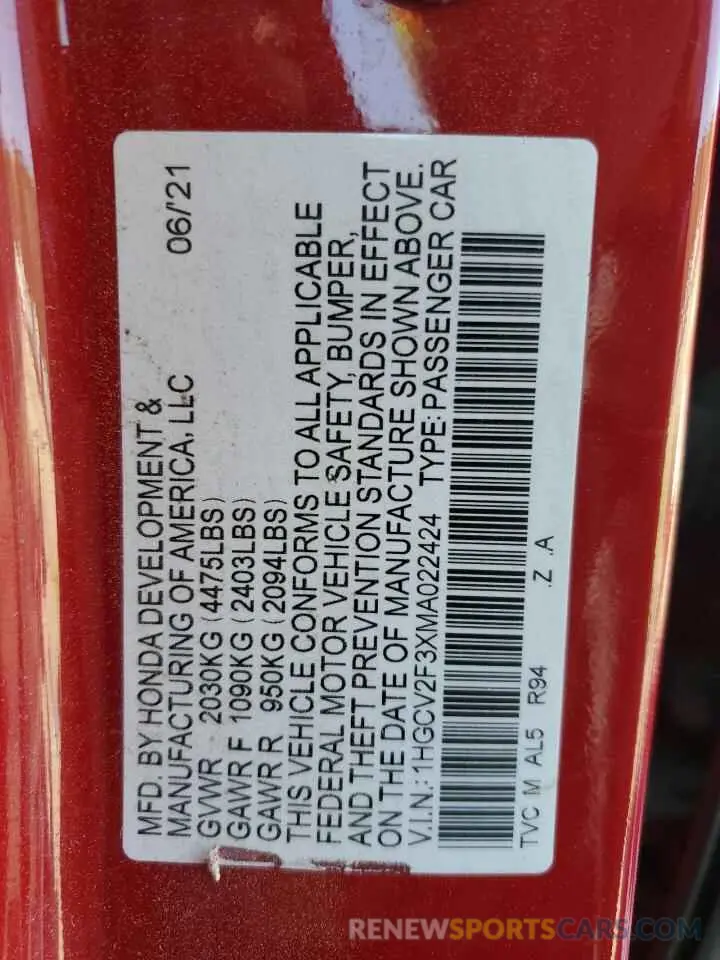 MFD. BY HONDA DEVELOPMENT &
MANUFACTURING OF AMERICA, LLC 06/'21
GVWR 2030KG (4475LBS)
GAWR F 1090KG (2403LBS)
GAWR R 950KG (2094LBS)
THIS VEHICLE CONFORMS TO ALL APPLICABLE
FEDERAL MOTOR VEHICLE SAFETY, BUMPER,
AND THEFT PREVENTION STANDARDS IN EFFECT
ON THE DATE OF MANUFACTURE SHOWN ABOVE.
V.I.N.: 1HGCV2F3XMA022424 TYPE: PASSENGER CAR
TVC M AL5 R94 .Z .A
RENEWSPORTSCARS.COM